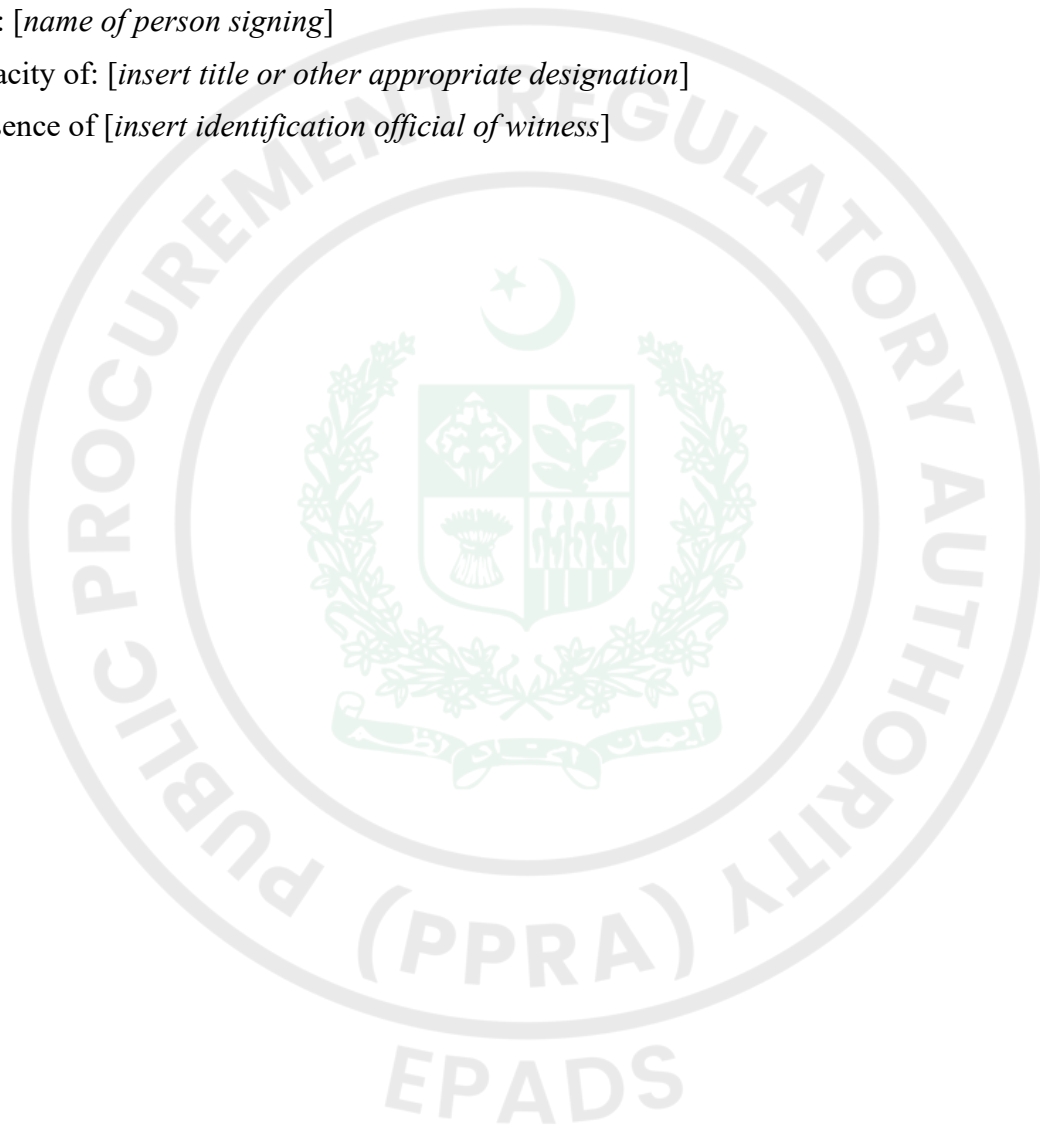 : [name of person signing]
acity of: [insert title or other appropriate designation]
sence of [insert identification official of witness]
PUBLIC PROCUREMENT REGULATORY AUTHORITY
(PPRA)
EPADS